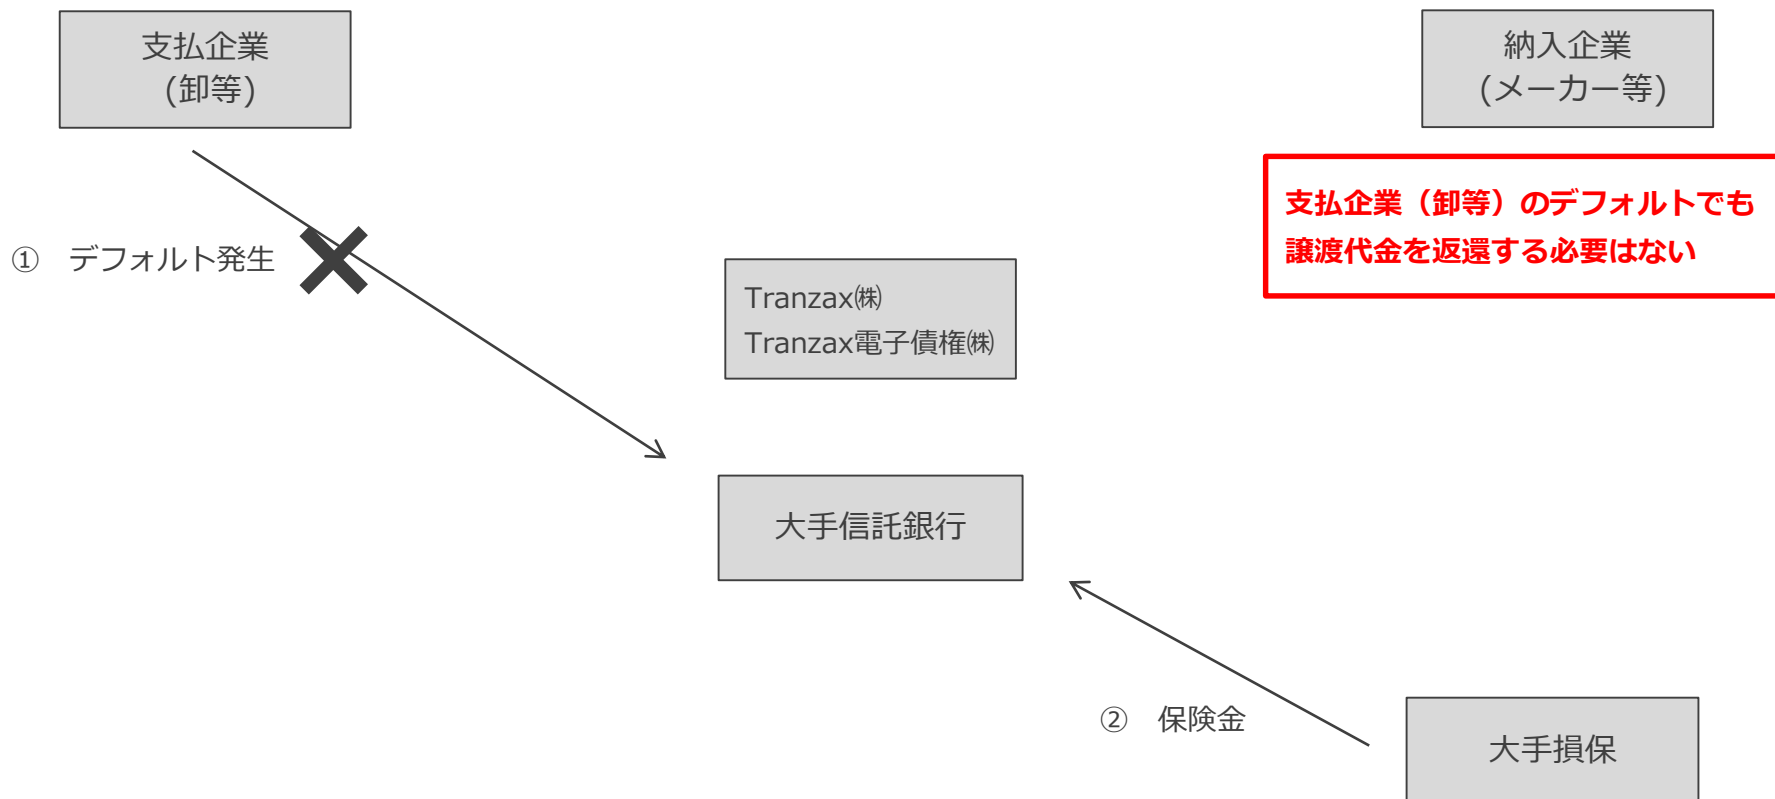 支払企業
(卸等)
納入企業
(メーカー等)
支払企業（卸等）のデフォルトでも
譲渡代金を返還する必要はない
①　デフォルト発生
Tranzax㈱
Tranzax電子債権㈱
大手信託銀行
②　保険金
大手損保